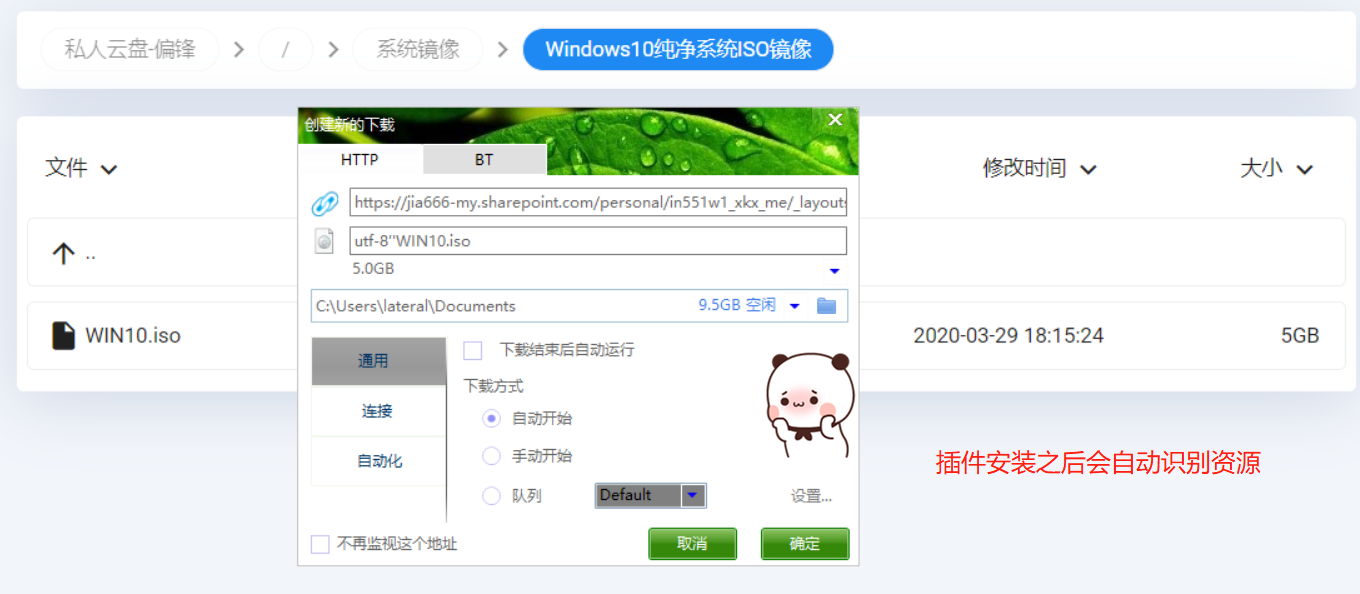 私人云盘-偏锋 / 系统镜像 Windows10纯净系统ISO镜像
文件 修改时间 大小
..
WIN10.iso 2020-03-29 18:15:24 5GB
创建新的下载
HTTP BT
https://jia666-my.sharepoint.com/personal/in551w1_xkx_me/_layouts
utf-8''WIN10.iso
5.0GB
C:\Users\lateral\Documents 9.5GB 空闲
通用
连接
自动化
下载结束后自动运行
下载方式
自动开始
手动开始
队列 Default 设置...
不再监视这个地址 取消 确定
插件安装之后会自动识别资源